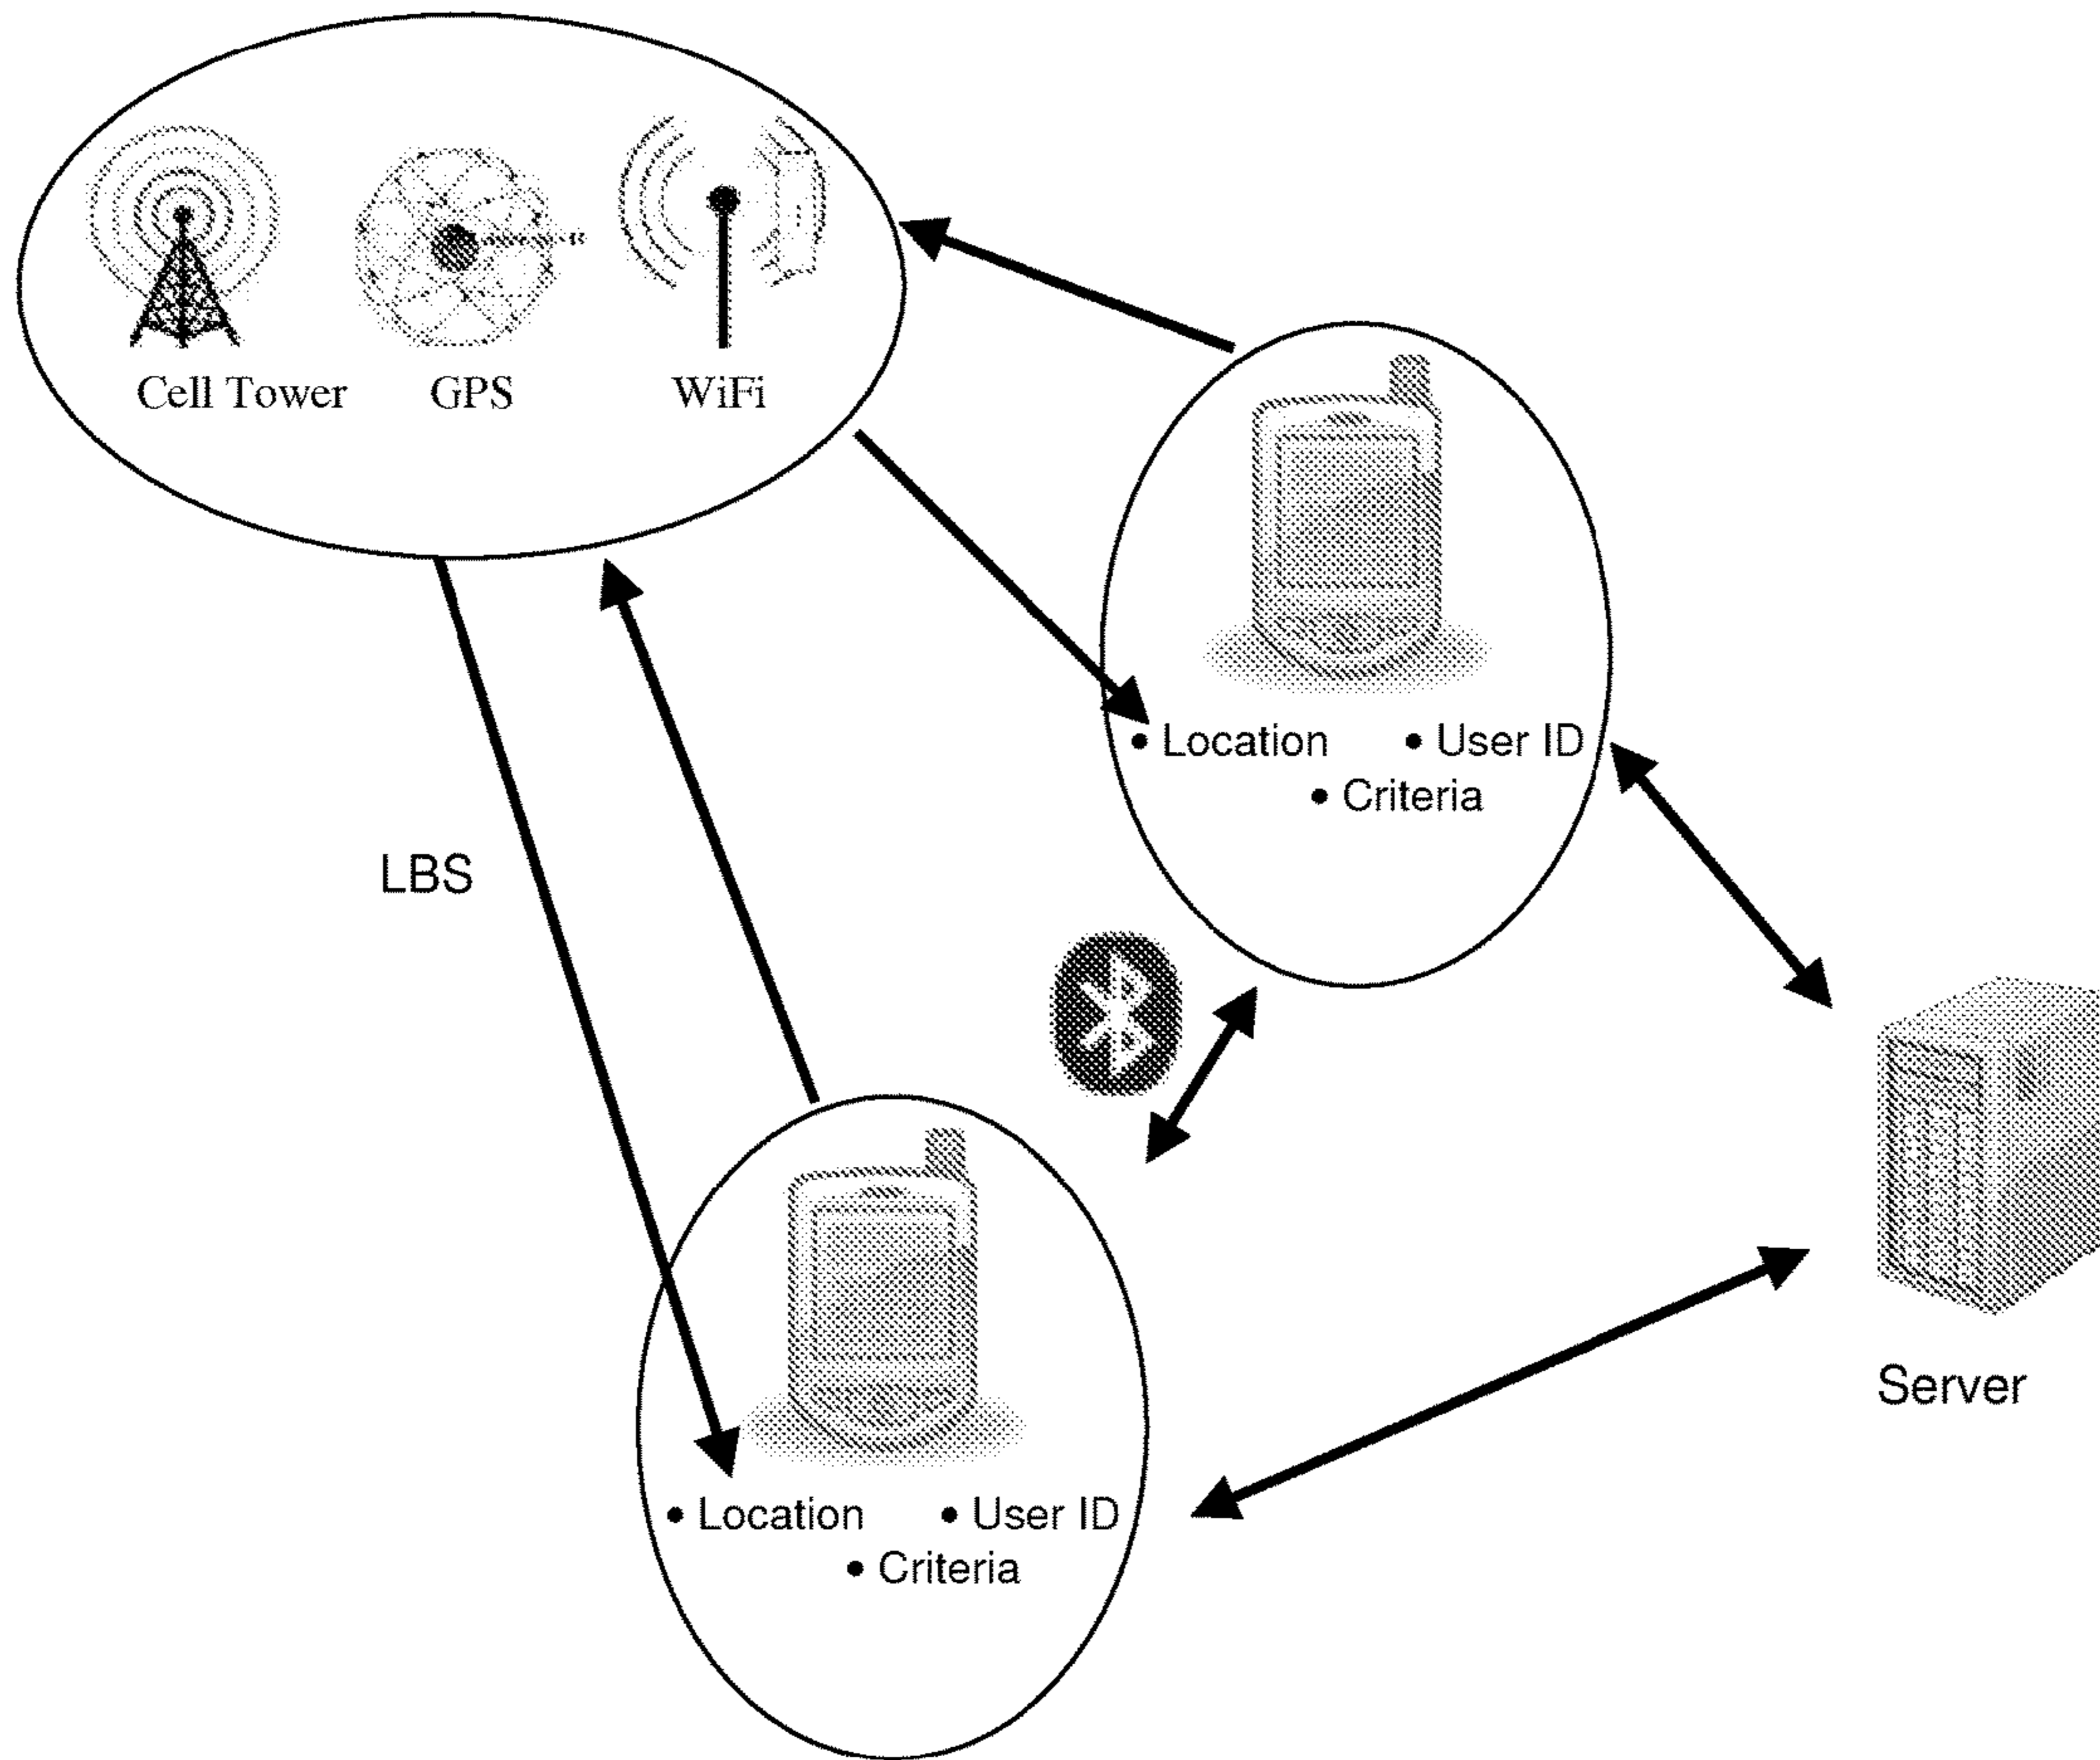 Cell Tower GPS WiFi
• Location • User ID
• Criteria
LBS
Server
• Location • User ID
• Criteria